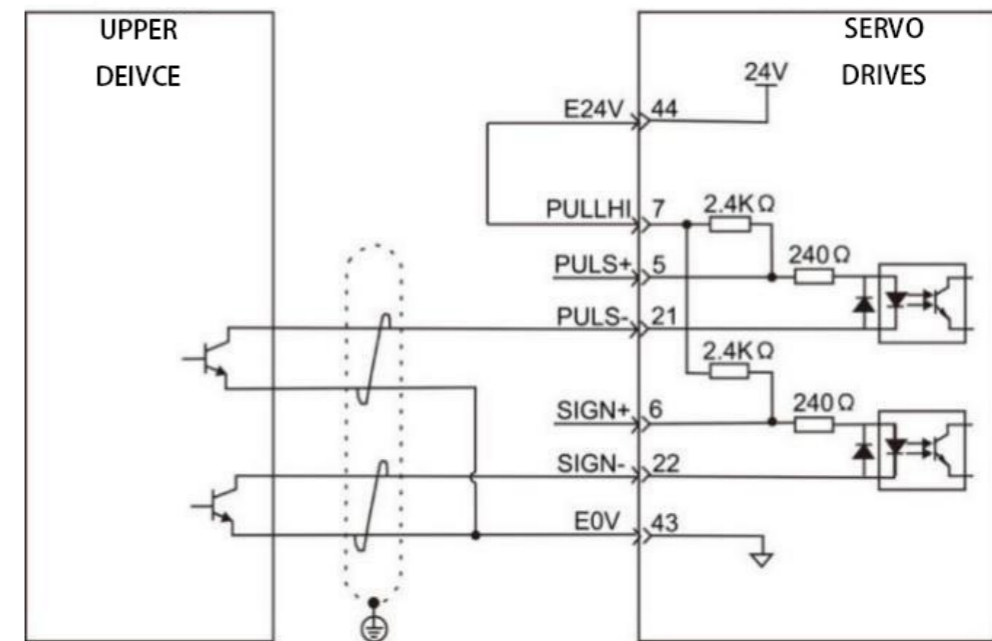 UPPER
DEIVCE
SERVO
DRIVES
24V
E24V 44
PULLHI 7 2.4KΩ
PULS+ 5 240Ω
PULS- 21
2.4KΩ
SIGN+ 6 240Ω
SIGN- 22
E0V 43